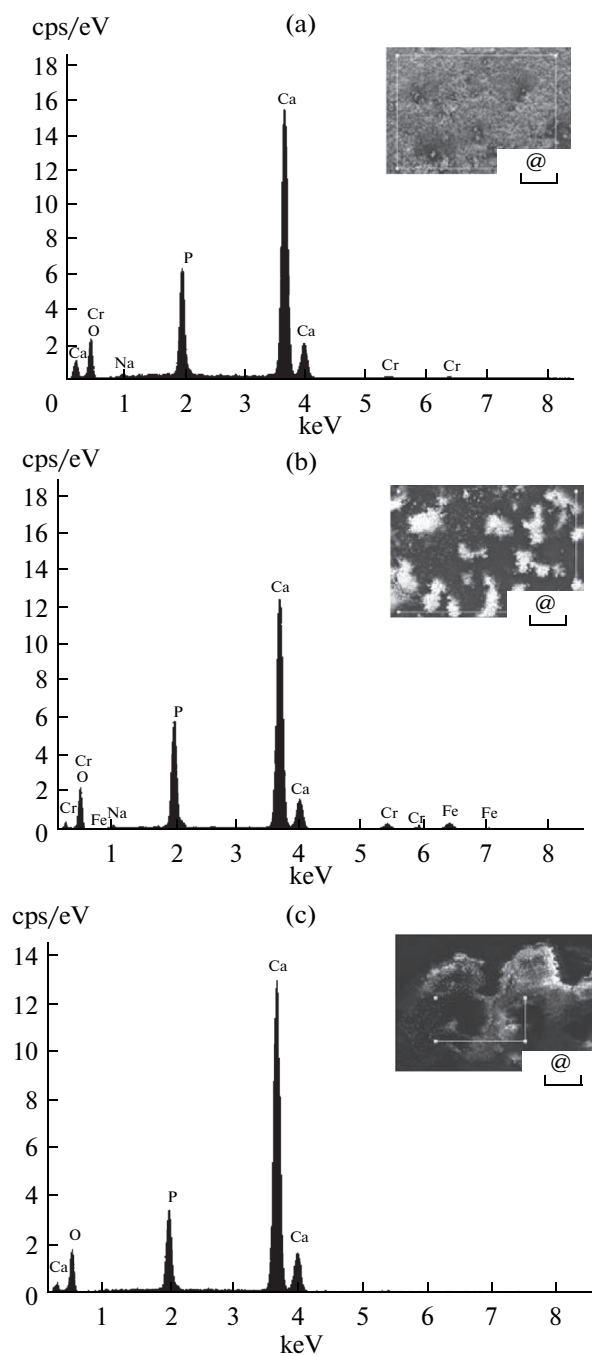 cps/eV (a)
18
16
14
12
10
8
6
4
2
0 1 2 3 4 5 6 7 8
keV
Ca
Cr
O
Na
P
Ca
Ca
Cr
Cr
@
cps/eV (b)
18
16
14
12
10
8
6
4
2
0
1 2 3 4 5 6 7 8
keV
Cr
Cr
O
Fe
Na
P
Ca
Ca
Cr
Cr
Fe
Fe
@
cps/eV (c)
14
12
10
8
6
4
2
0
1 2 3 4 5 6 7 8
keV
Ca
O
P
Ca
Ca
@